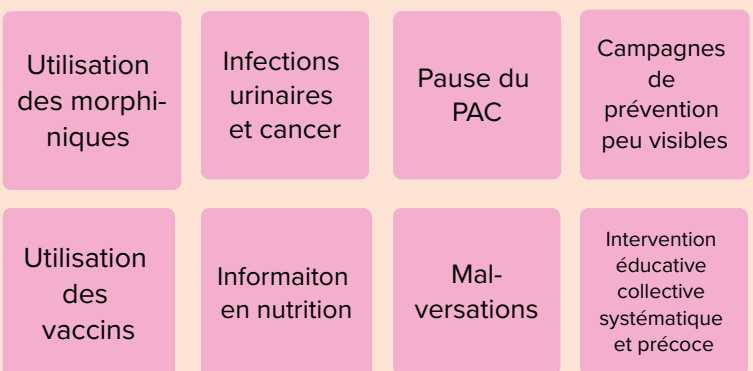 Utilisation
des morphi-
niques
Infections
urinaires
et cancer
Pause du
PAC
Campagnes
de
prévention
peu visibles
Utilisation
des
vaccins
Informaiton
en nutrition
Mal-
versations
Intervention
éducative
collective
systématique
et précoce